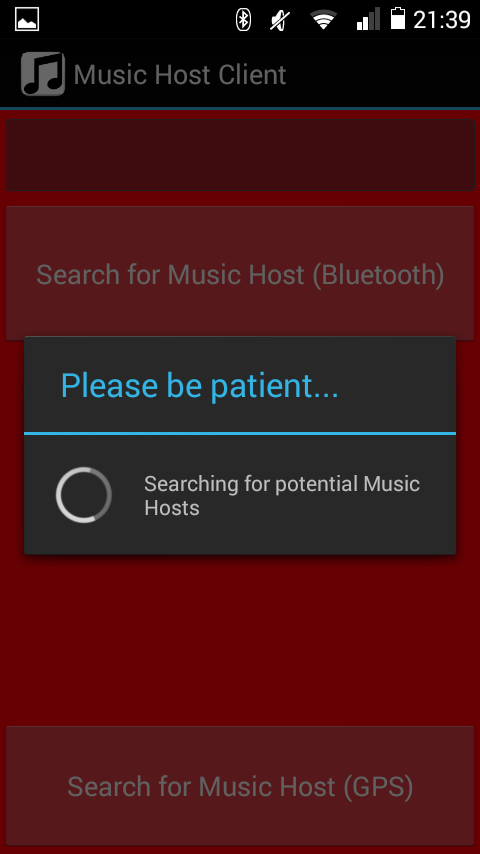 21:39
Music Host Client
Search for Music Host (Bluetooth)
Please be patient...
Searching for potential Music
Hosts
Search for Music Host (GPS)